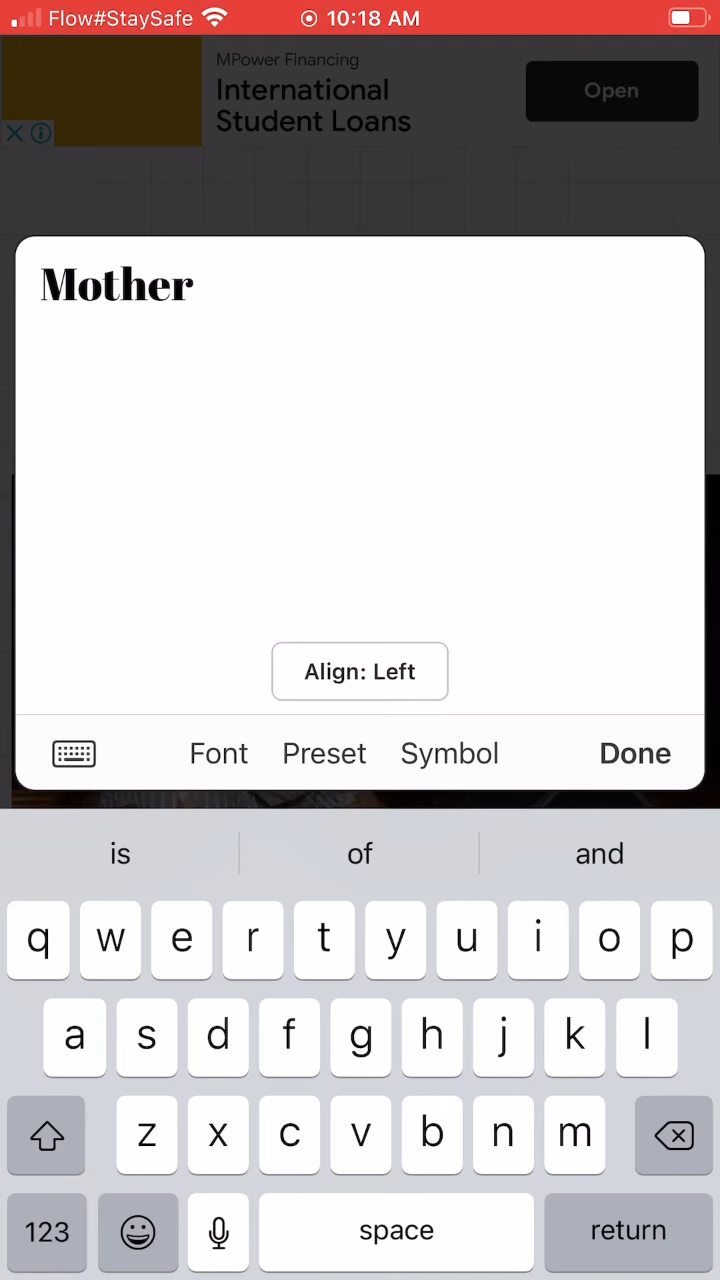 Flow#StaySafe 10:18 AM
MPower Financing
International
Student Loans
Open
Mother
Align: Left
Font Preset Symbol Done
is of and
q w e r t y u i o p
a s d f g h j k l
z x c v b n m
123 space return